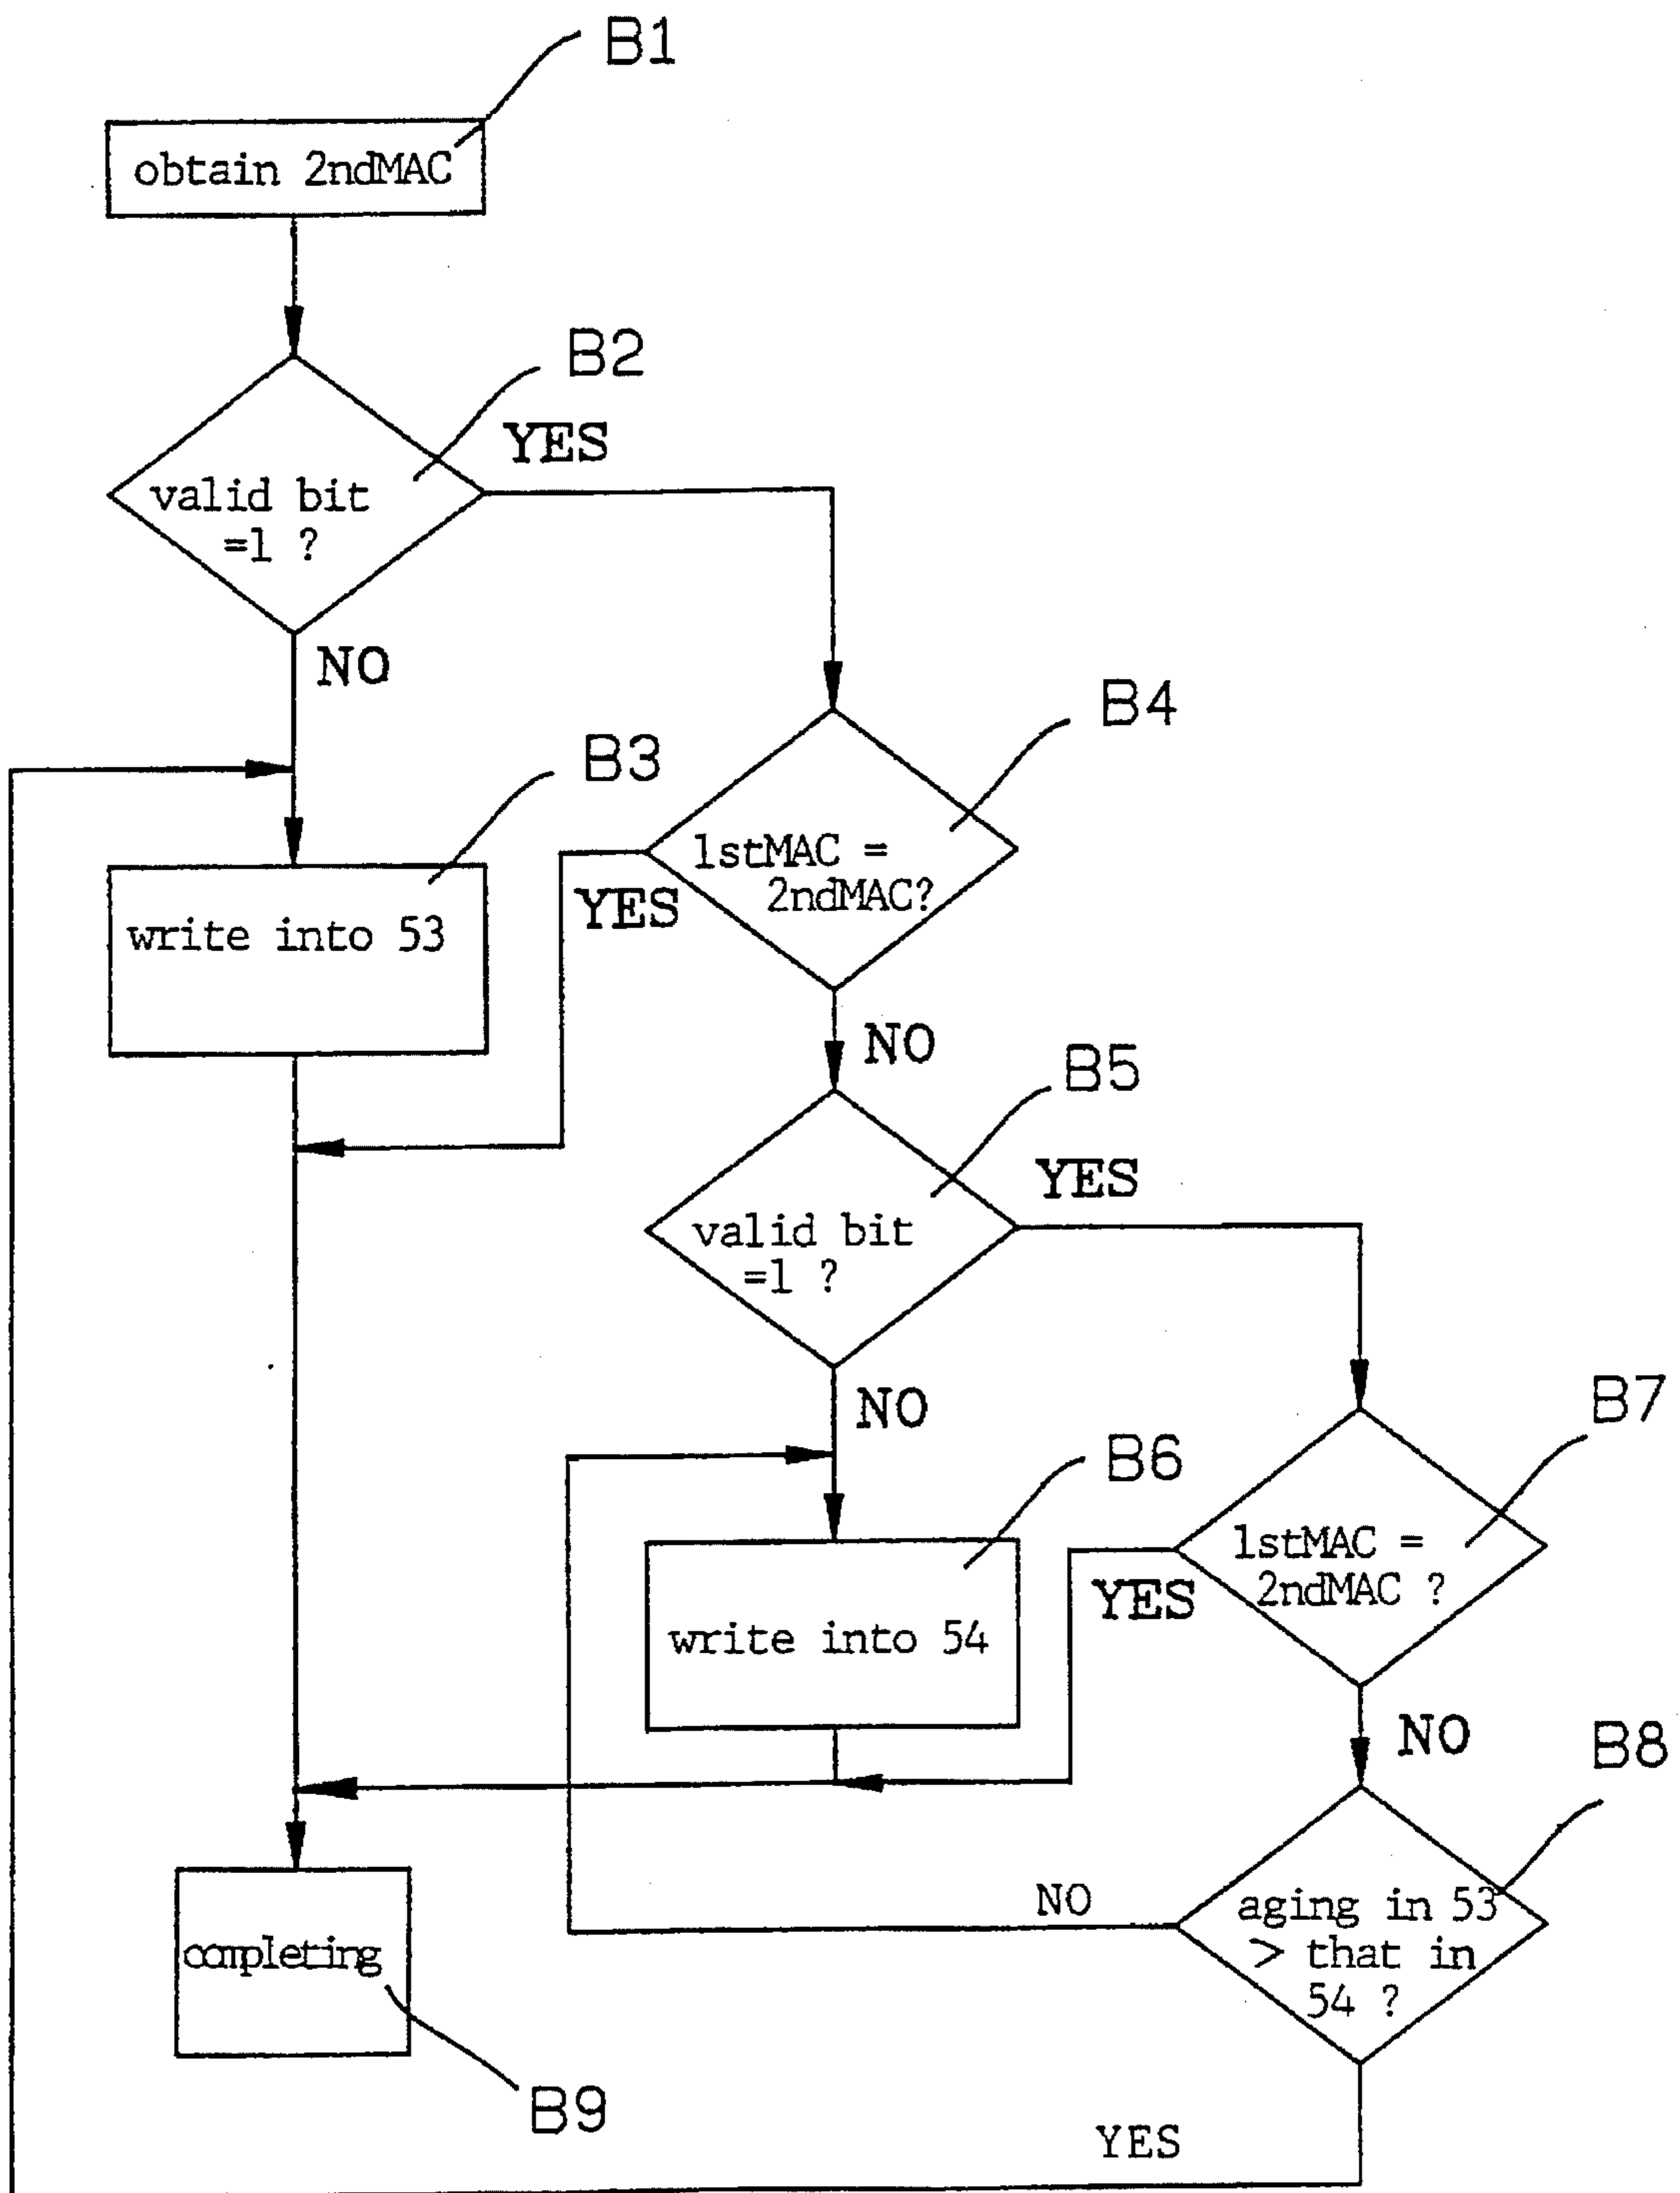 B1
obtain 2ndMAC
B2
YES
valid bit
=1 ?
NO
B4
B3
1stMAC =
2ndMAC?
YES
write into 53
NO
B5
YES
valid bit
=1 ?
NO
B7
B6
1stMAC =
2ndMAC ?
YES
write into 54
NO
B8
NO
aging in 53
> that in
54 ?
completing
B9
YES